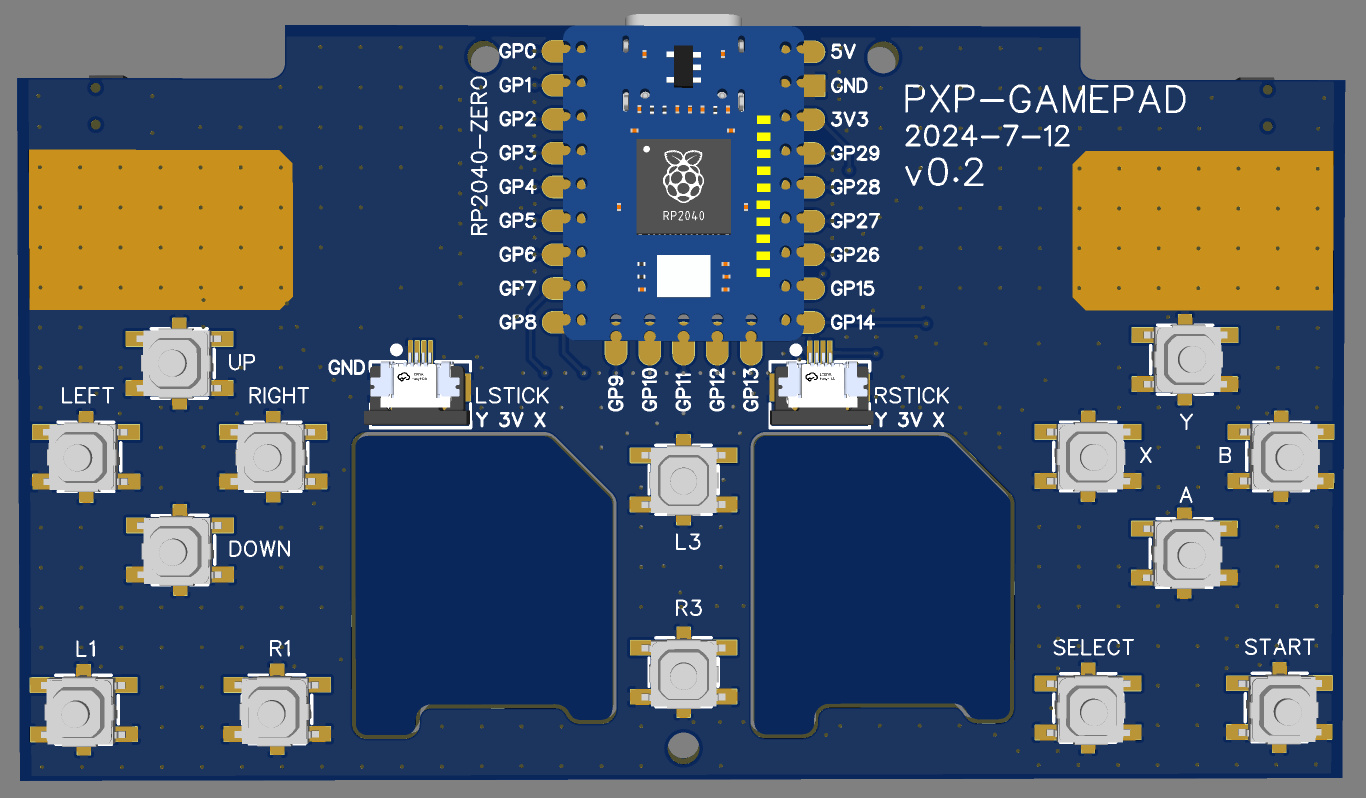 GPC
GP1
GP2
GP3
GP4
GP5
GP6
GP7
GP8
RP2040-ZERO
RP2040
5V
GND
3V3
GP29
GP28
GP27
GP26
GP15
GP14
GP9
GP10
GP11
GP12
GP13
PXP-GAMEPAD
2024-7-12
v0.2
UP
LEFT
RIGHT
DOWN
GND
LSTICK
Y 3V X
RSTICK
Y 3V X
Y
X
B
A
L3
R3
L1
R1
SELECT
START